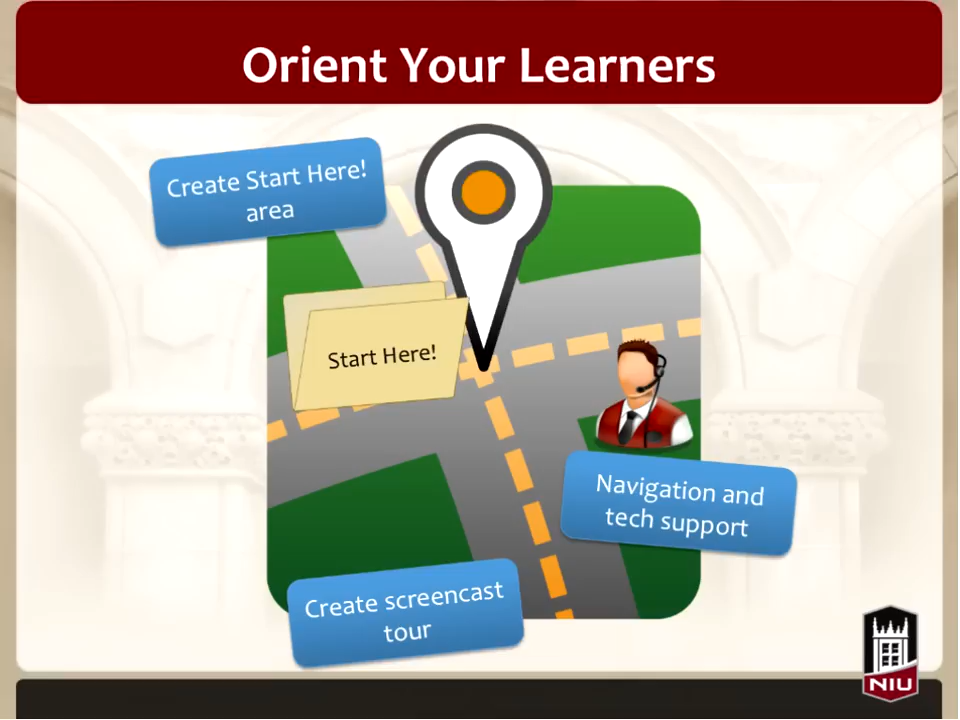 Orient Your Learners
Create Start Here!
area
Start Here!
Navigation and
tech support
Create screencast
tour
NIU